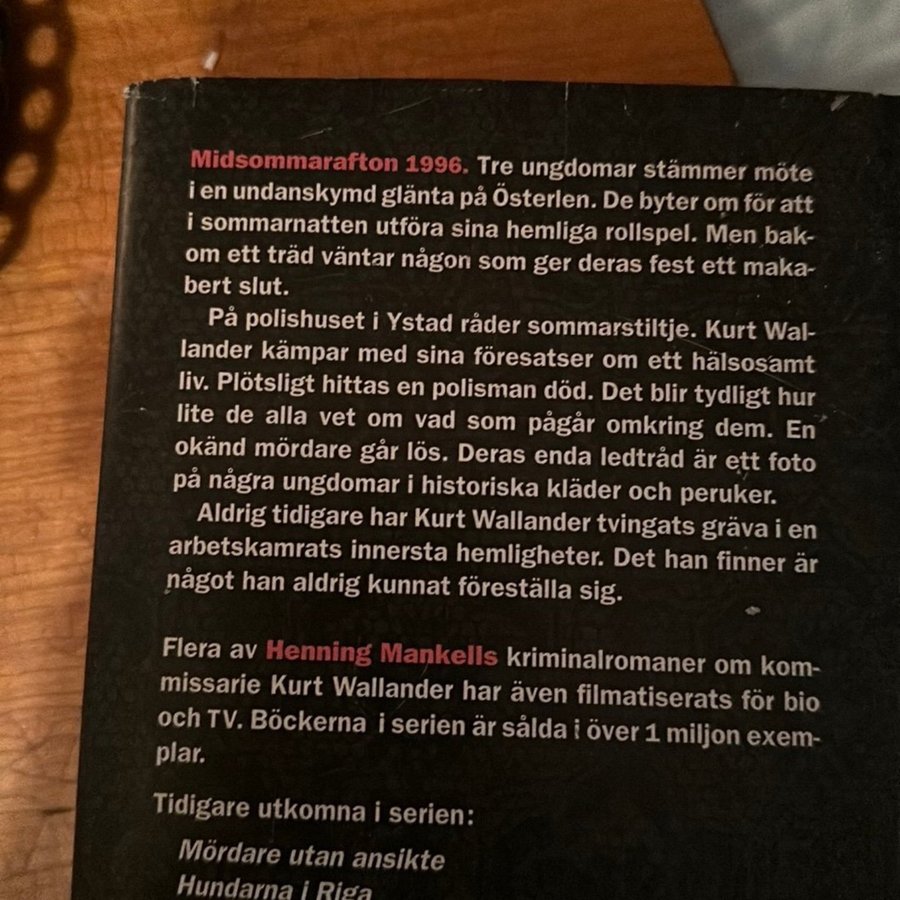 Midsommarafton 1996. Tre ungdomar stämmer möte
i en undanskymd glänta på Österlen. De byter om för att
i sommarnatten utföra sina hemliga rollspel. Men bak-
om ett träd väntar någon som ger deras fest ett maka-
bert slut.
På polishuset i Ystad råder sommarstiltje. Kurt Wal-
lander kämpar med sina föresatser om ett hälsosamt
liv. Plötsligt hittas en polisman död. Det blir tydligt hur
lite de alla vet om vad som pågår omkring dem. En
okänd mördare går lös. Deras enda ledtråd är ett foto
på några ungdomar i historiska kläder och peruker.
Aldrig tidigare har Kurt Wallander tvingats gräva i en
arbetskamrats innersta hemligheter. Det han finner är
något han aldrig kunnat föreställa sig.
Flera av Henning Mankells kriminalromaner om kom-
missarie Kurt Wallander har även filmatiserats för bio
och TV. Böckerna i serien är sålda i över 1 miljon exem-
plar.
Tidigare utkomna i serien:
Mördare utan ansikte
Hundarna i Riga